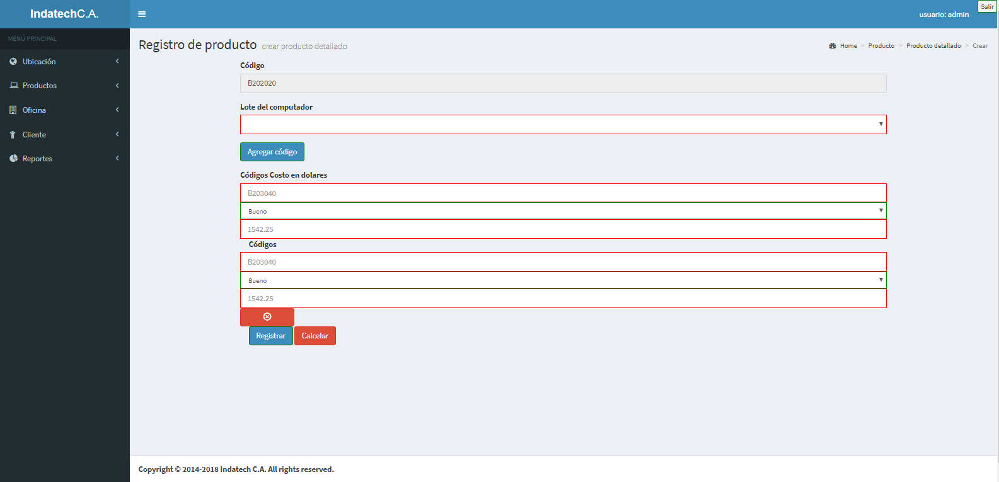 IndatechC.A.
usuario: admin
Salir
MENÚ PRINCIPAL
Ubicación
Productos
Oficina
Cliente
Reportes
Registro de producto crear producto detallado
Home > Producto > Producto detallado > Crear
Código
B202020
Lote del computador
Agregar código
Códigos Costo en dolares
B203040
Bueno
1542.25
Códigos
B203040
Bueno
1542.25
Registrar
Calcelar
Copyright © 2014-2018 Indatech C.A. All rights reserved.